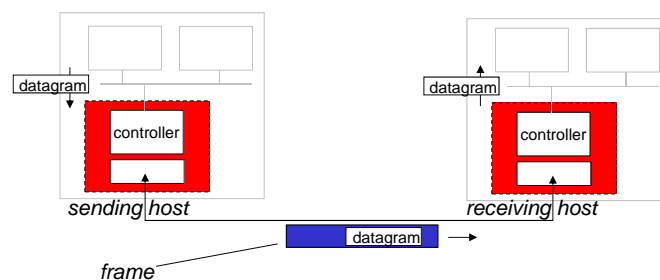 datagram
datagram
controller
controller
sending host
receiving host
datagram
frame